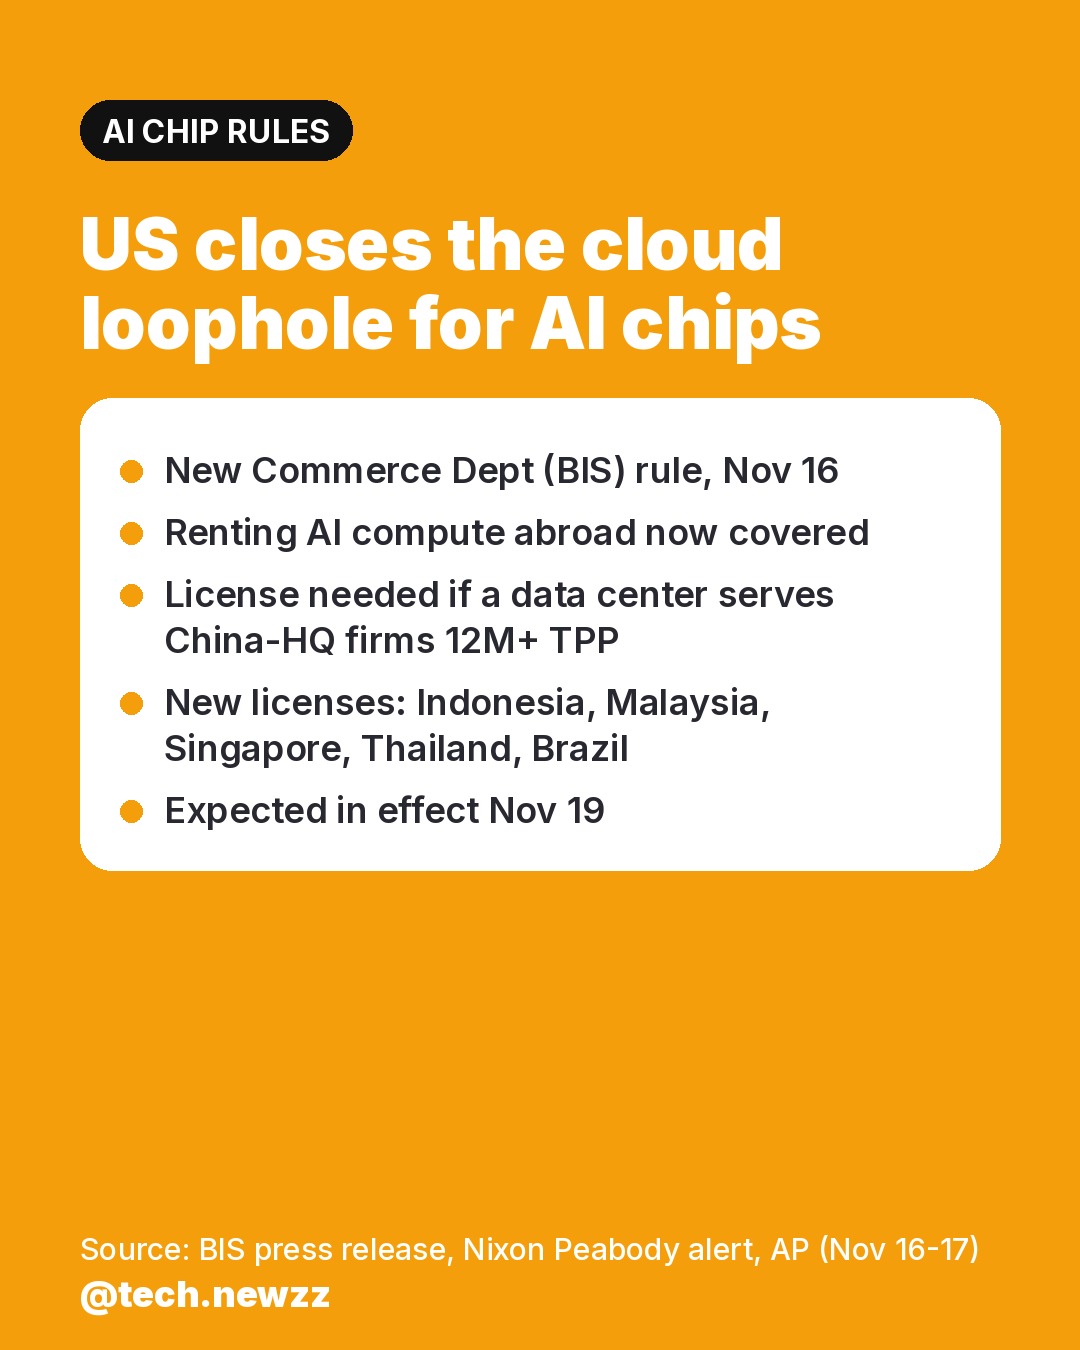 AI CHIP RULES
US closes the cloud
loophole for AI chips
New Commerce Dept (BIS) rule, Nov 16
Renting AI compute abroad now covered
License needed if a data center serves
China-HQ firms 12M+ TPP
New licenses: Indonesia, Malaysia,
Singapore, Thailand, Brazil
Expected in effect Nov 19
Source: BIS press release, Nixon Peabody alert, AP (Nov 16-17)
@tech.newzz